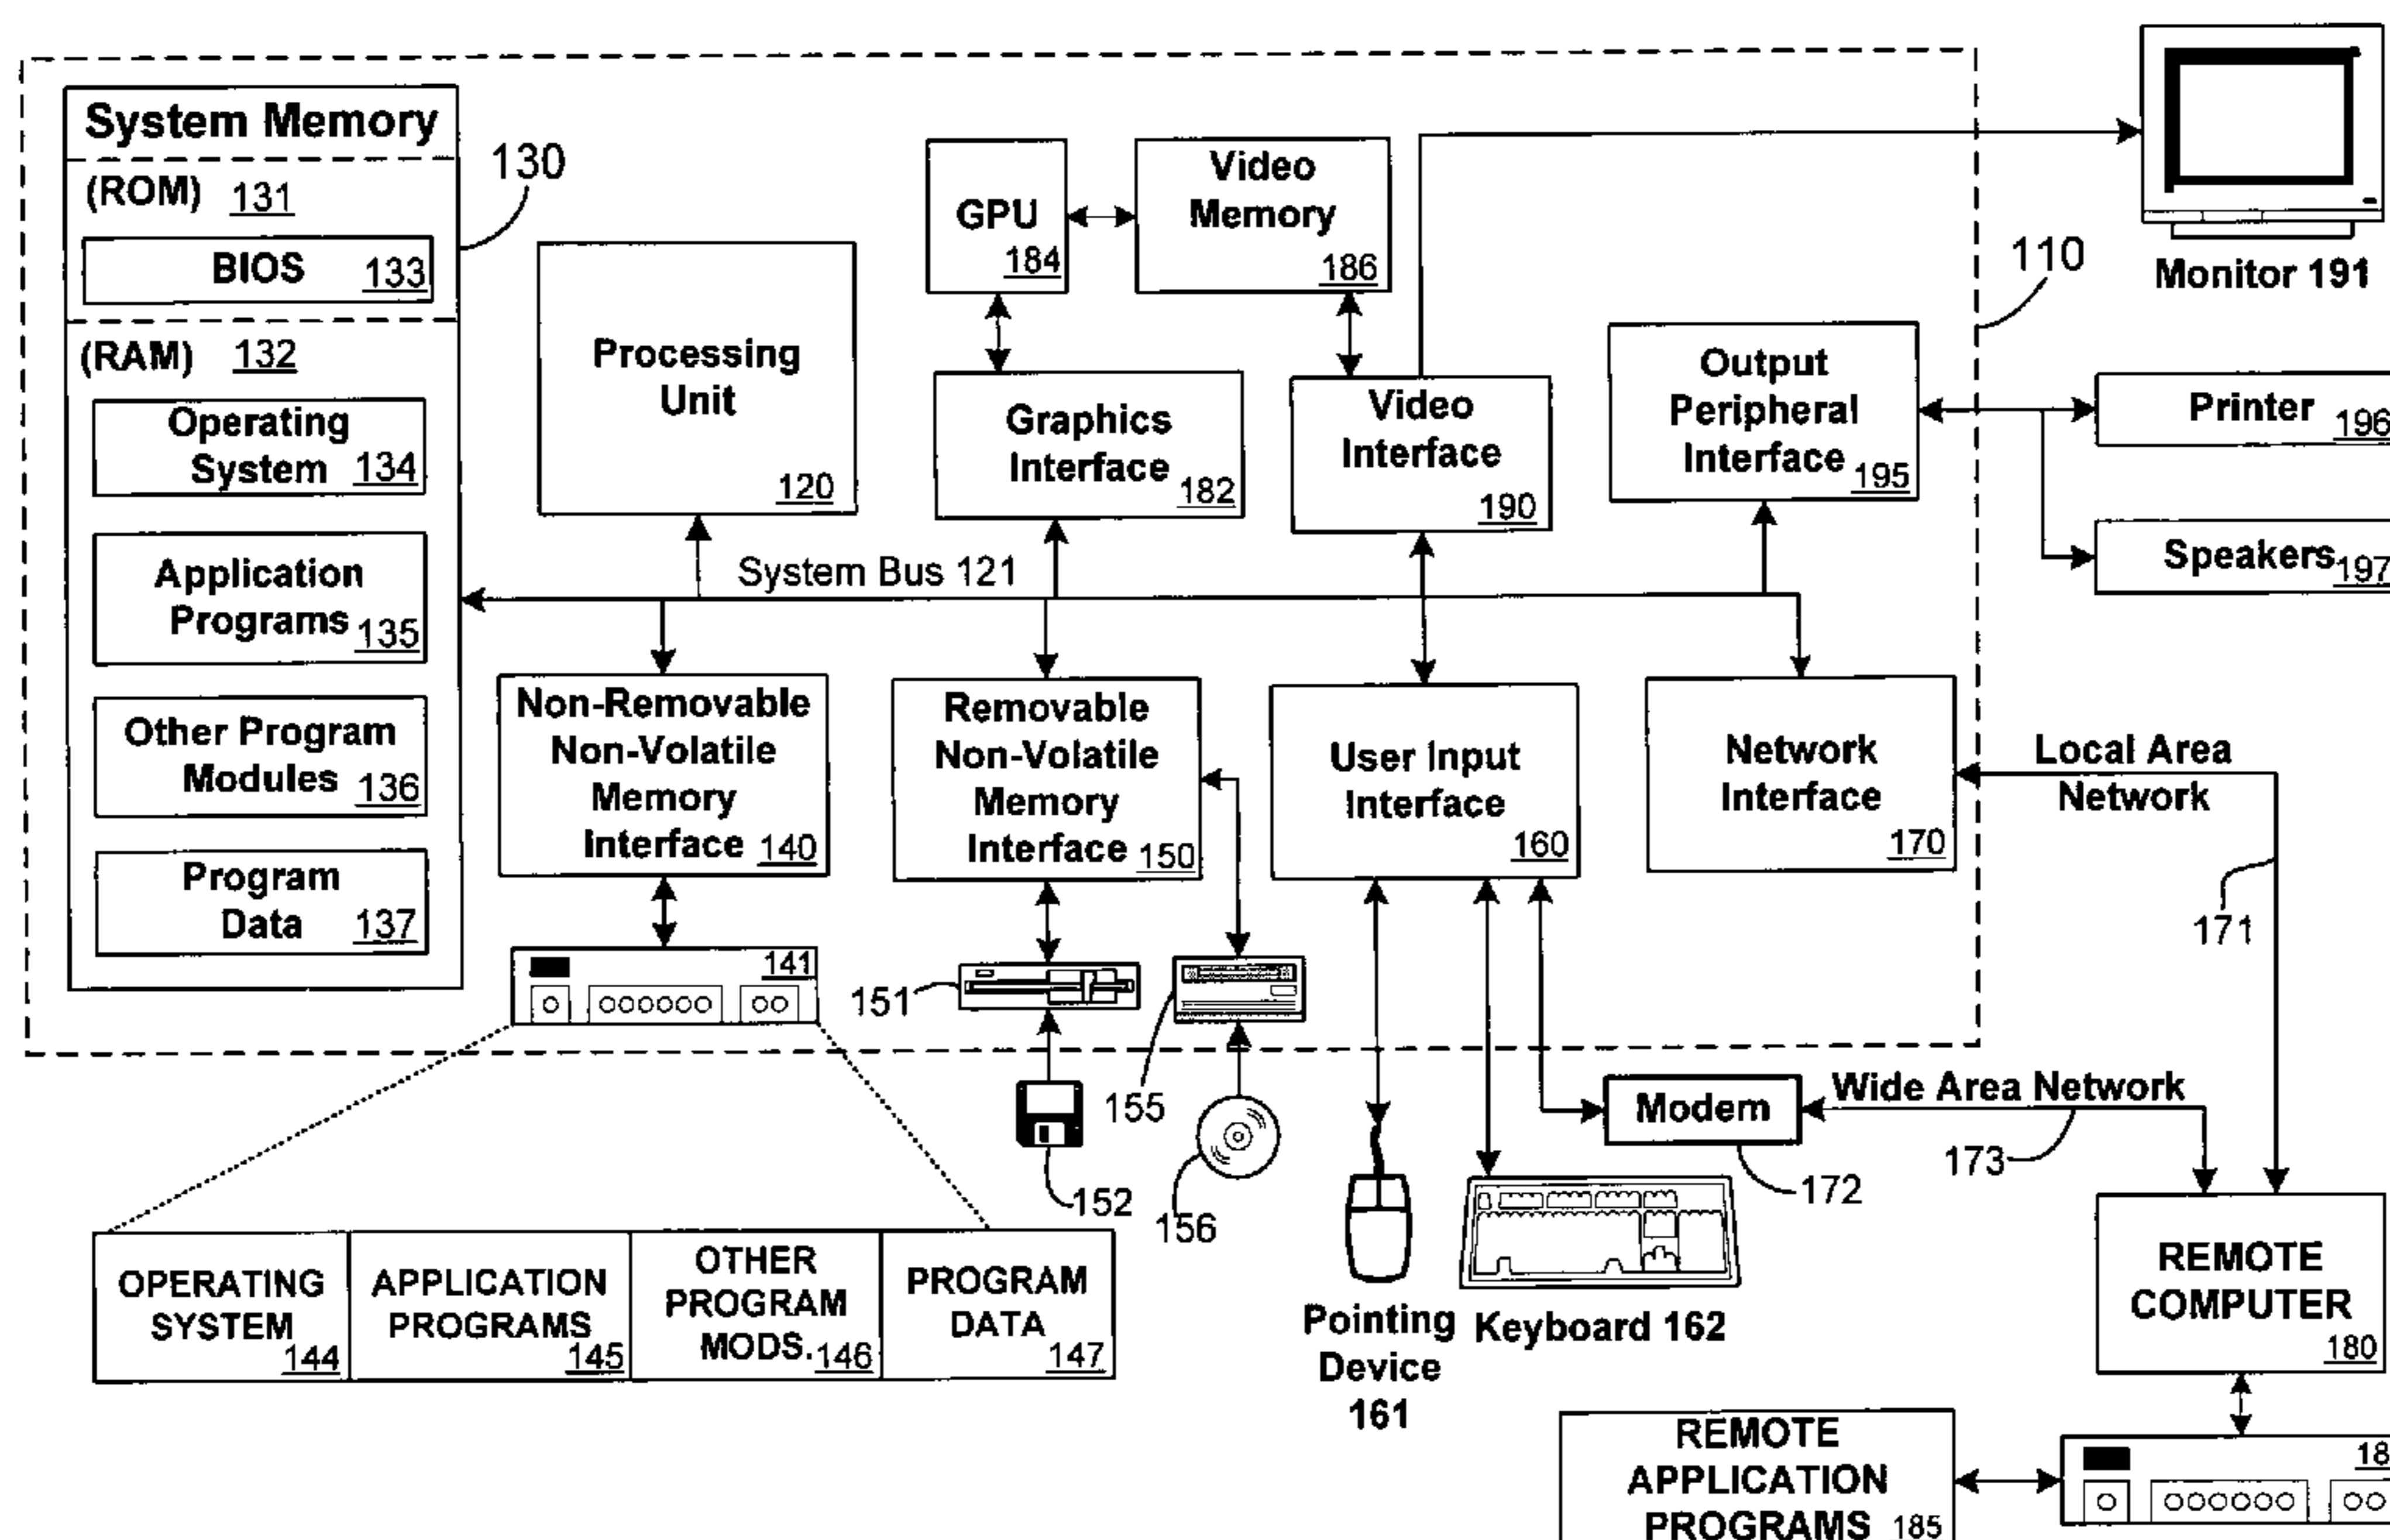 System Memory
(ROM) 131
BIOS 133
130
(RAM) 132
Operating
System 134
Application
Programs 135
Other Program
Modules 136
Program
Data 137
Processing
Unit
120
GPU
184
Video
Memory
186
Graphics
Interface
182
Video
Interface
190
Output
Peripheral
Interface 195
110
Monitor 191
Printer 196
Speakers 197
System Bus 121
Non-Removable
Non-Volatile
Memory
Interface 140
Removable
Non-Volatile
Memory
Interface 150
User Input
Interface
160
Network
Interface
170
Local Area
Network
171
141
151
155
152
156
Modem
172
Wide Area Network
173
OPERATING
SYSTEM
144
APPLICATION
PROGRAMS
145
OTHER
PROGRAM
MODS. 146
PROGRAM
DATA
147
Pointing
Device
161
Keyboard 162
REMOTE
COMPUTER
180
REMOTE
APPLICATION
PROGRAMS 185